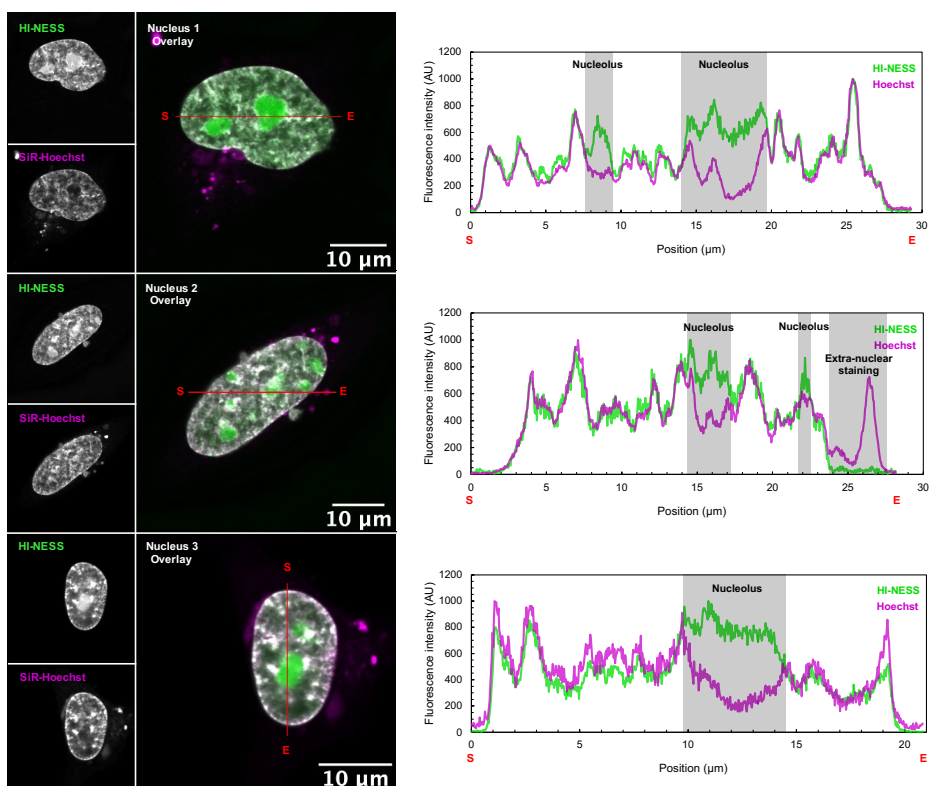 HI-NESS
SiR-Hoechst
Nucleus 1
Overlay
S
E
10 µm
HI-NESS
SiR-Hoechst
Nucleus 2
Overlay
S
E
10 µm
HI-NESS
SiR-Hoechst
Nucleus 3
Overlay
S
E
10 µm
Fluorescence intensity (AU)
1200
1000
800
600
400
200
0
Nucleolus
Nucleolus
HI-NESS
Hoechst
0 5 10 15 20 25 30
S
E
Position (µm)
Fluorescence intensity (AU)
1200
1000
800
600
400
200
0
Nucleolus
Nucleolus
HI-NESS
Hoechst
Extra-nuclear
staining
0 5 10 15 20 25 30
S
E
Position (µm)
Fluorescence intensity (AU)
1200
1000
800
600
400
200
0
Nucleolus
HI-NESS
Hoechst
0 5 10 15 20
S
E
Position (µm)